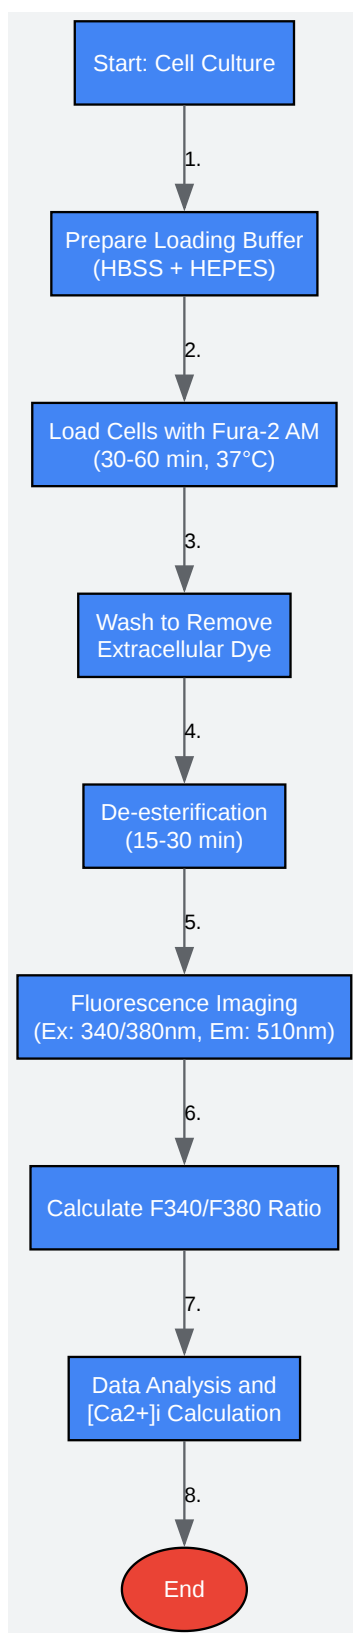 Start: Cell Culture
1.
Prepare Loading Buffer
(HBSS + HEPES)
2.
Load Cells with Fura-2 AM
(30-60 min, 37°C)
3.
Wash to Remove
Extracellular Dye
4.
De-esterification
(15-30 min)
5.
Fluorescence Imaging
(Ex: 340/380nm, Em: 510nm)
6.
Calculate F340/F380 Ratio
7.
Data Analysis and
[Ca2+]i Calculation
8.
End